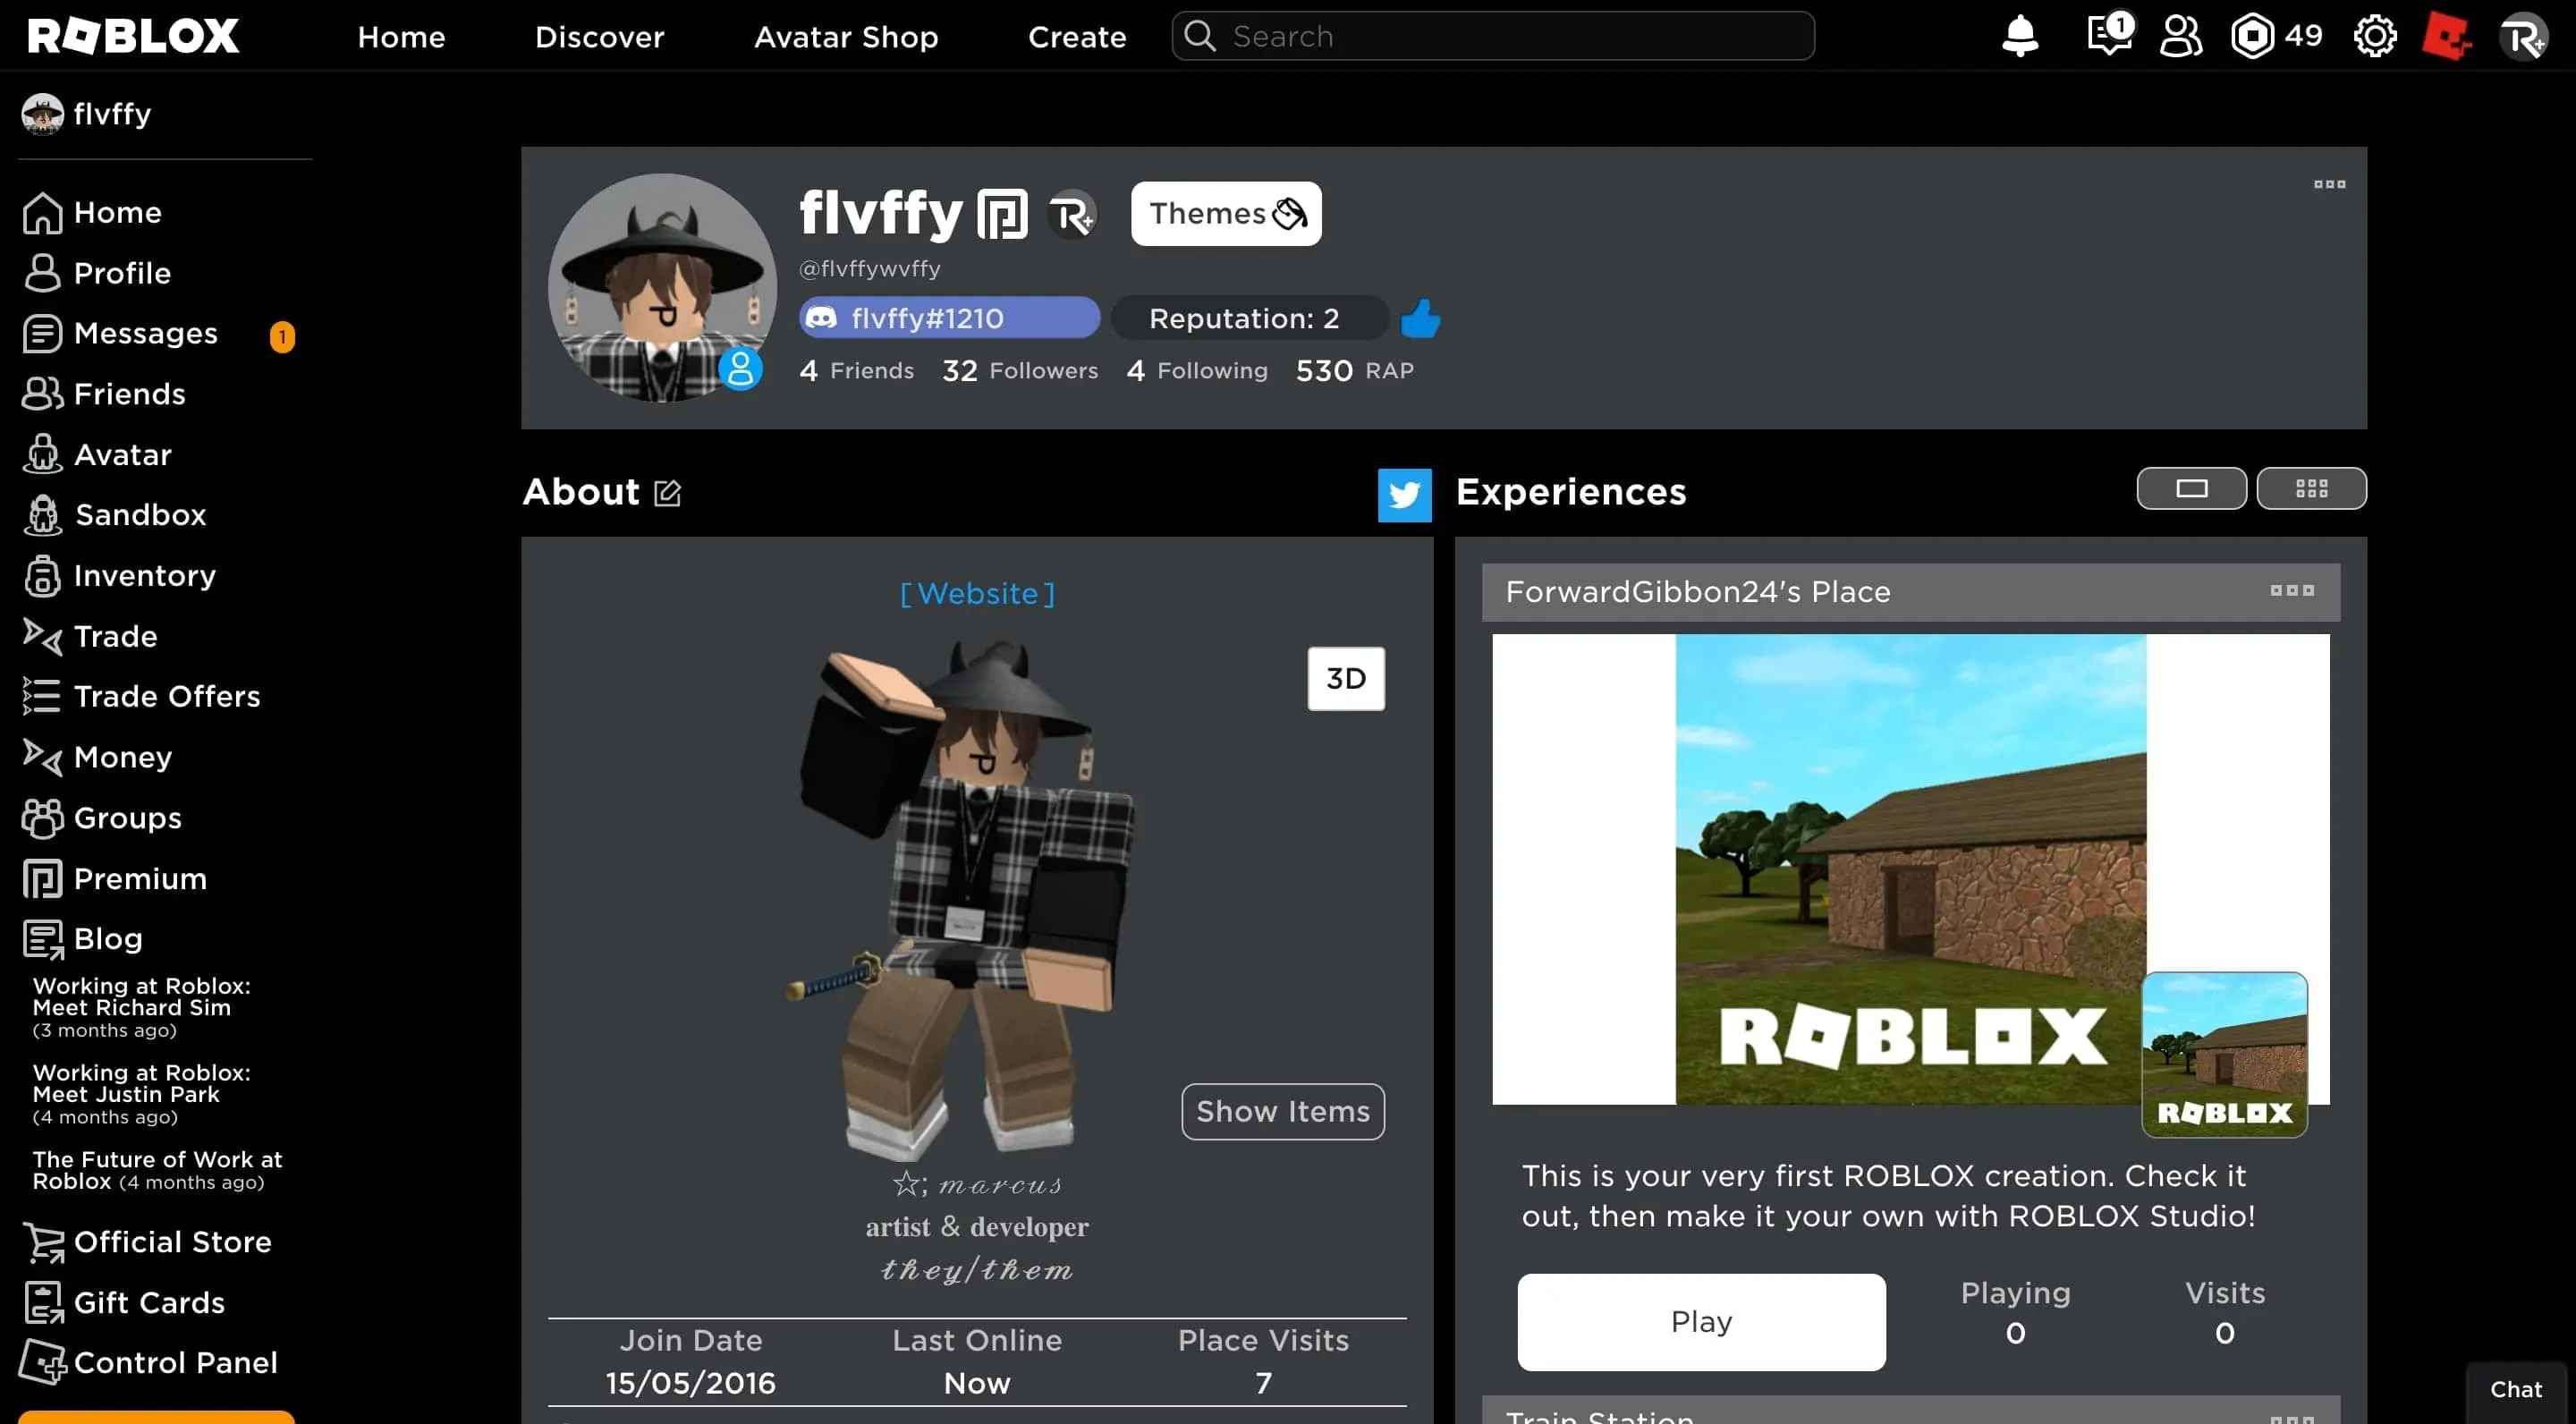 ROBLOX Home Discover Avatar Shop Create Search 1 49
flvffy
Home
Profile
Messages 1
Friends
Avatar
Sandbox
Inventory
Trade
Trade Offers
Money
Groups
Premium
Blog
Working at Roblox:
Meet Richard Sim
(3 months ago)
Working at Roblox:
Meet Justin Park
(4 months ago)
The Future of Work at
Roblox (4 months ago)
Official Store
Gift Cards
Control Panel
flvffy R+ Themes
@flvffywvffy
flvffy#1210 Reputation: 2
4 Friends 32 Followers 4 Following 530 RAP
About
[Website]
3D
Show Items
☆; 𝓂𝒶𝓇𝒸𝓊𝓈
𝐚𝐫𝐭𝐢𝐬𝐭 & 𝐝𝐞𝐯𝐞𝐥𝐨𝐩𝐞𝐫
𝓽𝓱𝓮𝔂/𝓽𝓱𝓮𝓶
Join Date Last Online Place Visits
15/05/2016 Now 7
Experiences
ForwardGibbon24's Place
ROBLOX
ROBLOX
This is your very first ROBLOX creation. Check it
out, then make it your own with ROBLOX Studio!
Play
Playing Visits
0 0
Train Station
Chat